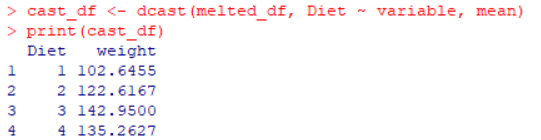 > cast_df <- dcast(melted_df, Diet ~ variable, mean)
> print(cast_df)
  Diet   weight
1    1 102.6455
2    2 122.6167
3    3 142.9500
4    4 135.2627